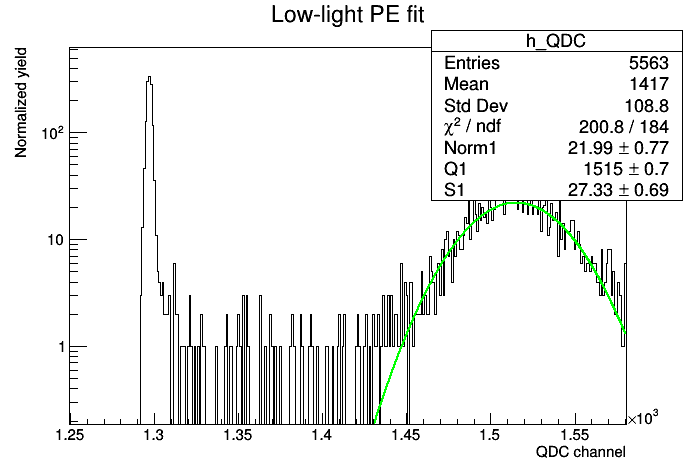 Low-light PE fit
h_QDC
Entries 5563
Mean 1417
Std Dev 108.8
χ² / ndf 200.8 / 184
Norm1 21.99 ± 0.77
Q1 1515 ± 0.7
S1 27.33 ± 0.69
Normalized yield
10²
10
1
1.25 1.3 1.35 1.4 1.45 1.5 1.55
×10³
QDC channel